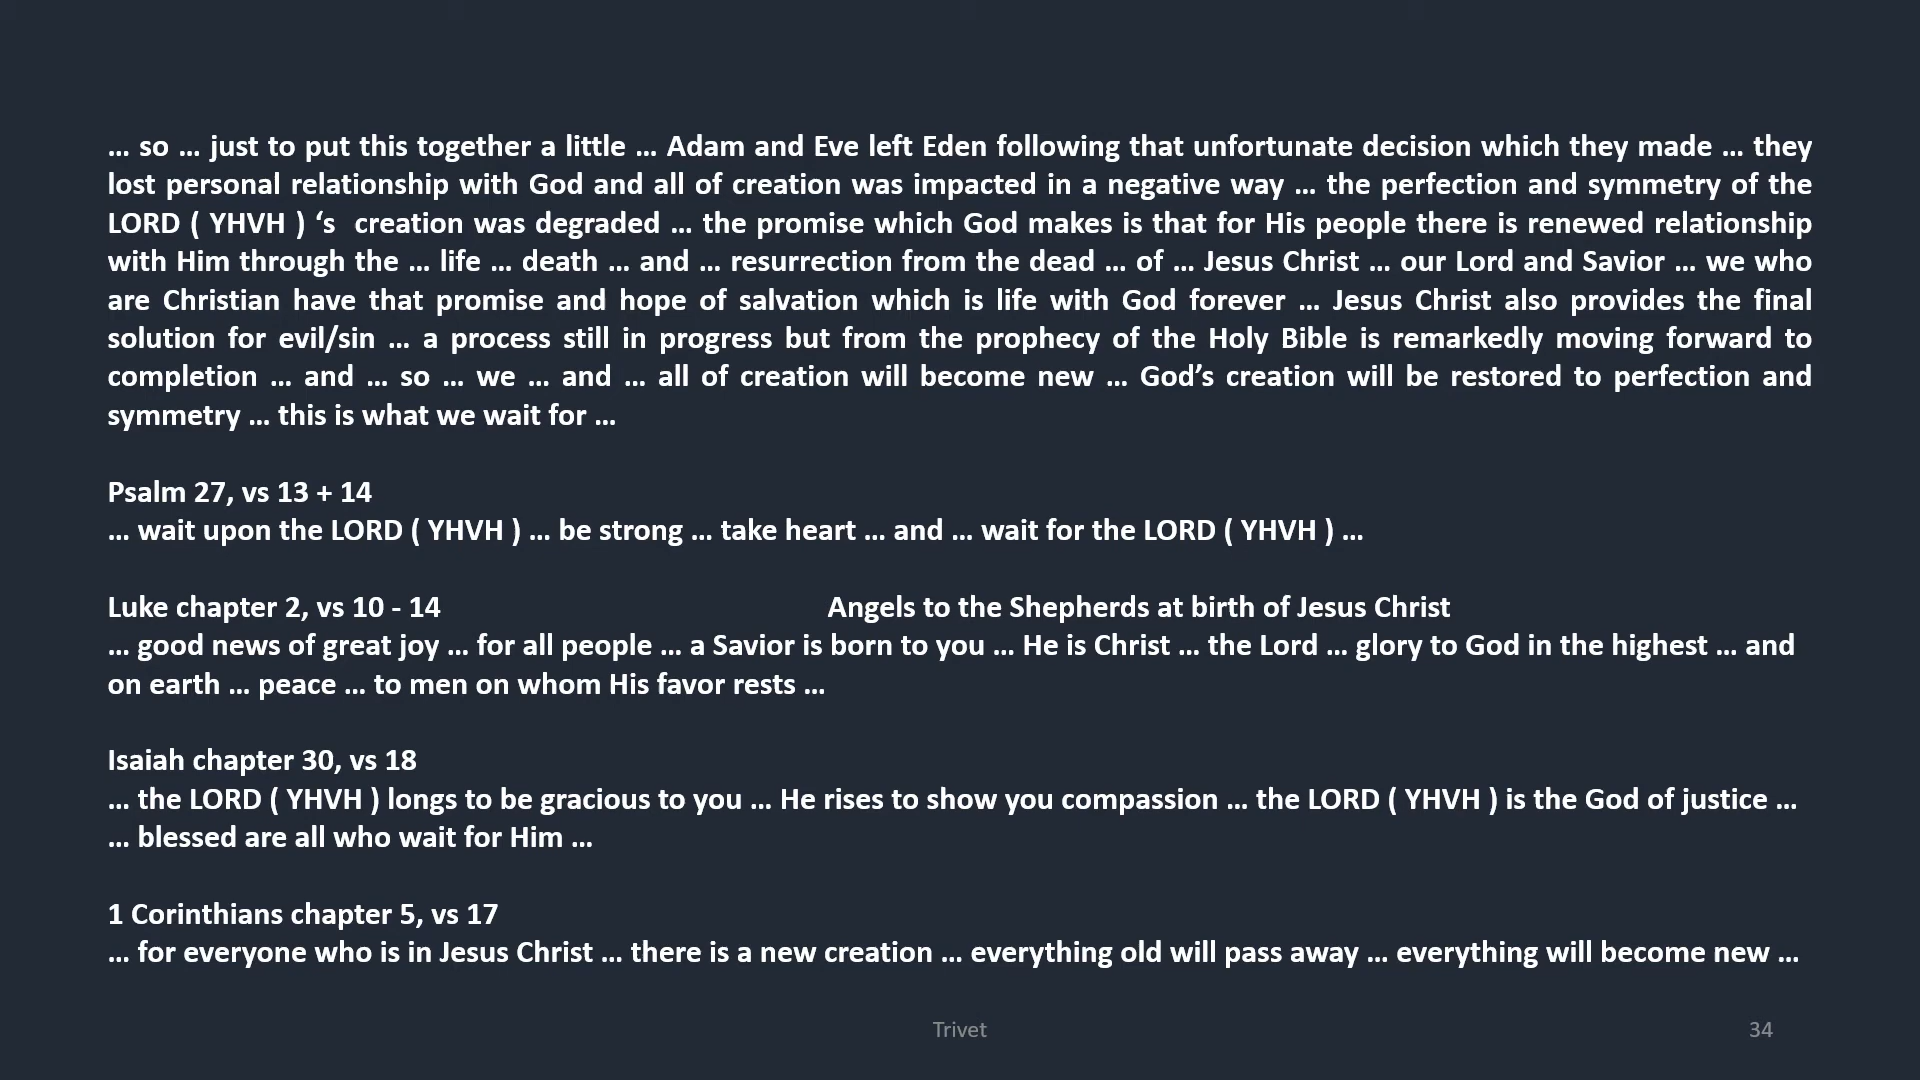 … so … just to put this together a little … Adam and Eve left Eden following that unfortunate decision which they made … they
lost personal relationship with God and all of creation was impacted in a negative way … the perfection and symmetry of the
LORD ( YHVH ) ‘s  creation was degraded … the promise which God makes is that for His people there is renewed relationship
with Him through the … life … death … and … resurrection from the dead … of … Jesus Christ … our Lord and Savior … we who
are Christian have that promise and hope of salvation which is life with God forever … Jesus Christ also provides the final
solution for evil/sin … a process still in progress but from the prophecy of the Holy Bible is remarkedly moving forward to
completion … and … so … we … and … all of creation will become new … God’s creation will be restored to perfection and
symmetry … this is what we wait for …
Psalm 27, vs 13 + 14
… wait upon the LORD ( YHVH ) … be strong … take heart … and … wait for the LORD ( YHVH ) …
Luke chapter 2, vs 10 - 14 Angels to the Shepherds at birth of Jesus Christ
… good news of great joy … for all people … a Savior is born to you … He is Christ … the Lord … glory to God in the highest … and
on earth … peace … to men on whom His favor rests …
Isaiah chapter 30, vs 18
… the LORD ( YHVH ) longs to be gracious to you … He rises to show you compassion … the LORD ( YHVH ) is the God of justice …
… blessed are all who wait for Him …
1 Corinthians chapter 5, vs 17
… for everyone who is in Jesus Christ … there is a new creation … everything old will pass away … everything will become new …
Trivet 34